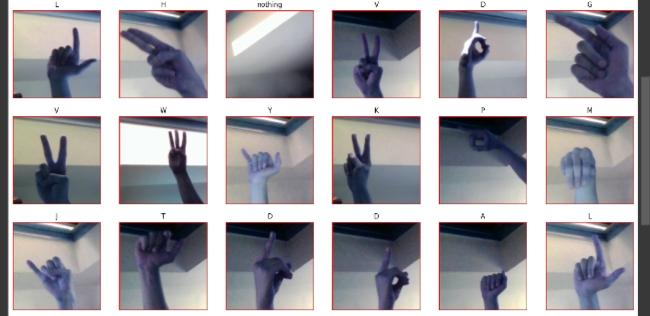 L H nothing V D G
V W Y K P M
J T D D A L